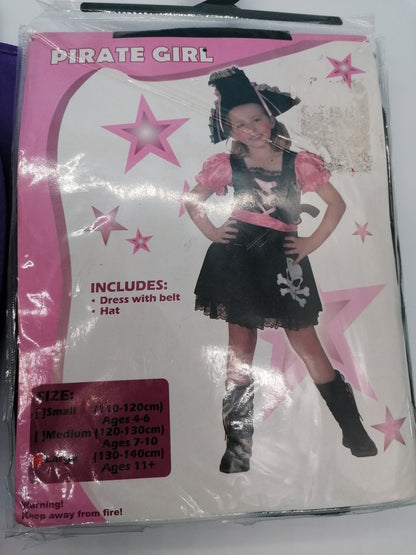 PIRATE GIRL
INCLUDES:
• Dress with belt
• Hat
SIZE:
[ ]Small (110-120cm)
Ages 4-6
[ ]Medium (120-130cm)
Ages 7-10
Large (130-140cm)
Ages 11+
Warning!
Keep away from fire!